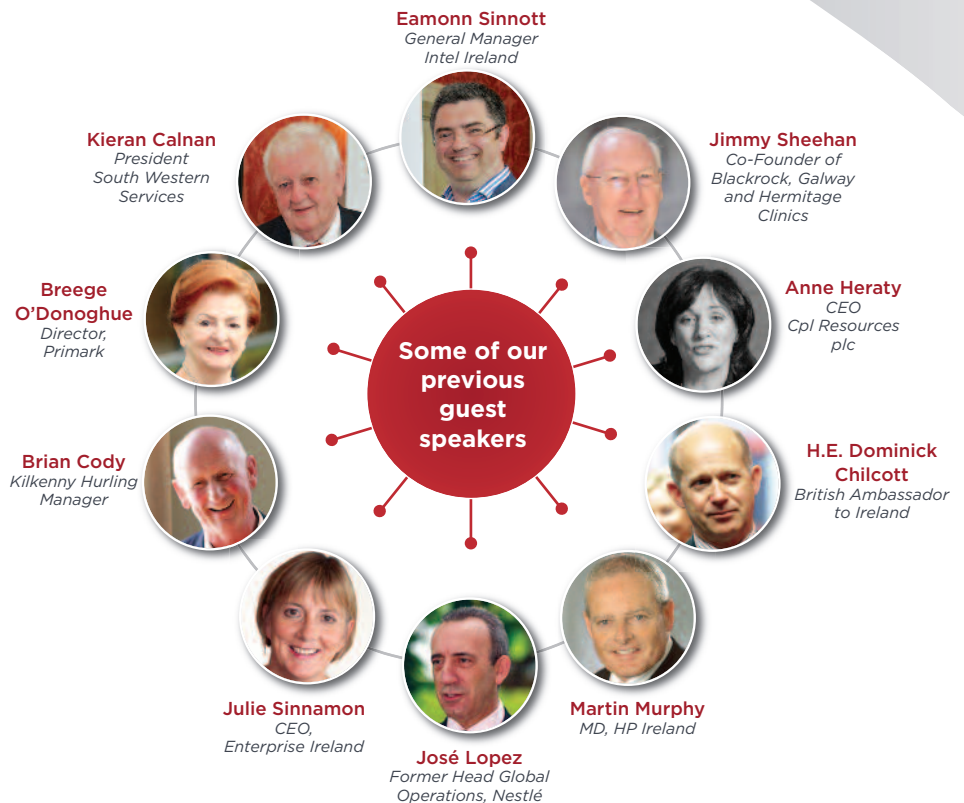 Eamonn Sinnott
General Manager
Intel Ireland
Jimmy Sheehan
Co-Founder of
Blackrock, Galway
and Hermitage
Clinics
Anne Heraty
CEO
Cpl Resources
plc
H.E. Dominick
Chilcott
British Ambassador
to Ireland
Martin Murphy
MD, HP Ireland
José Lopez
Former Head Global
Operations, Nestlé
Julie Sinnamon
CEO,
Enterprise Ireland
Brian Cody
Kilkenny Hurling
Manager
Breege
O’Donoghue
Director,
Primark
Kieran Calnan
President
South Western
Services
Some of our
previous
guest
speakers